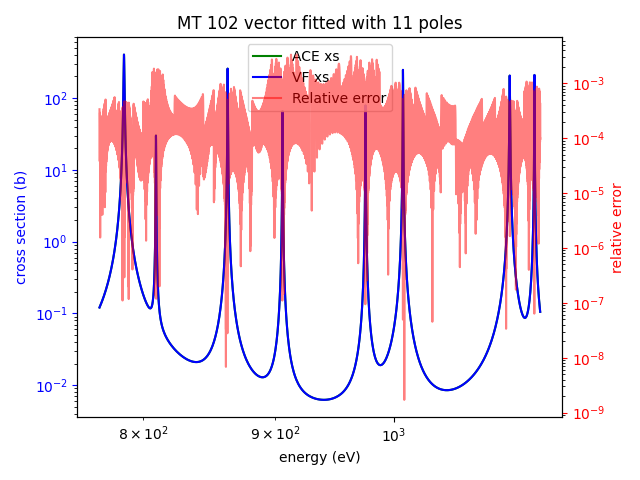 MT 102 vector fitted with 11 poles
ACE xs
VF xs
Relative error
cross section (b)
10²
10¹
10⁰
10⁻¹
10⁻²
relative error
10⁻³
10⁻⁴
10⁻⁵
10⁻⁶
10⁻⁷
10⁻⁸
10⁻⁹
8 × 10²
9 × 10²
10³
energy (eV)